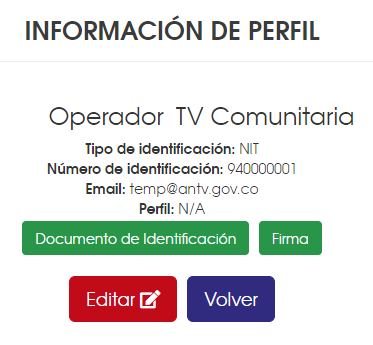 INFORMACIÓN DE PERFIL
Operador TV Comunitaria
Tipo de identificación: NIT
Número de identificación: 940000001
Email: temp@antv.gov.co
Perfil: N/A
Documento de Identificación Firma
Editar Volver